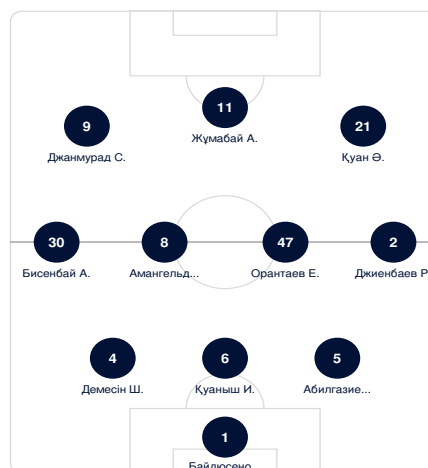 11
9
21
Жұмабай А.
Джанмурад С.
Қуан Ә.
30
8
47
2
Бисенбай А.
Амангельд...
Орантаев Е.
Джиенбаев Р
4
6
5
Демесін Ш.
Қуаныш И.
Абилгазие...
1
Байдюсено